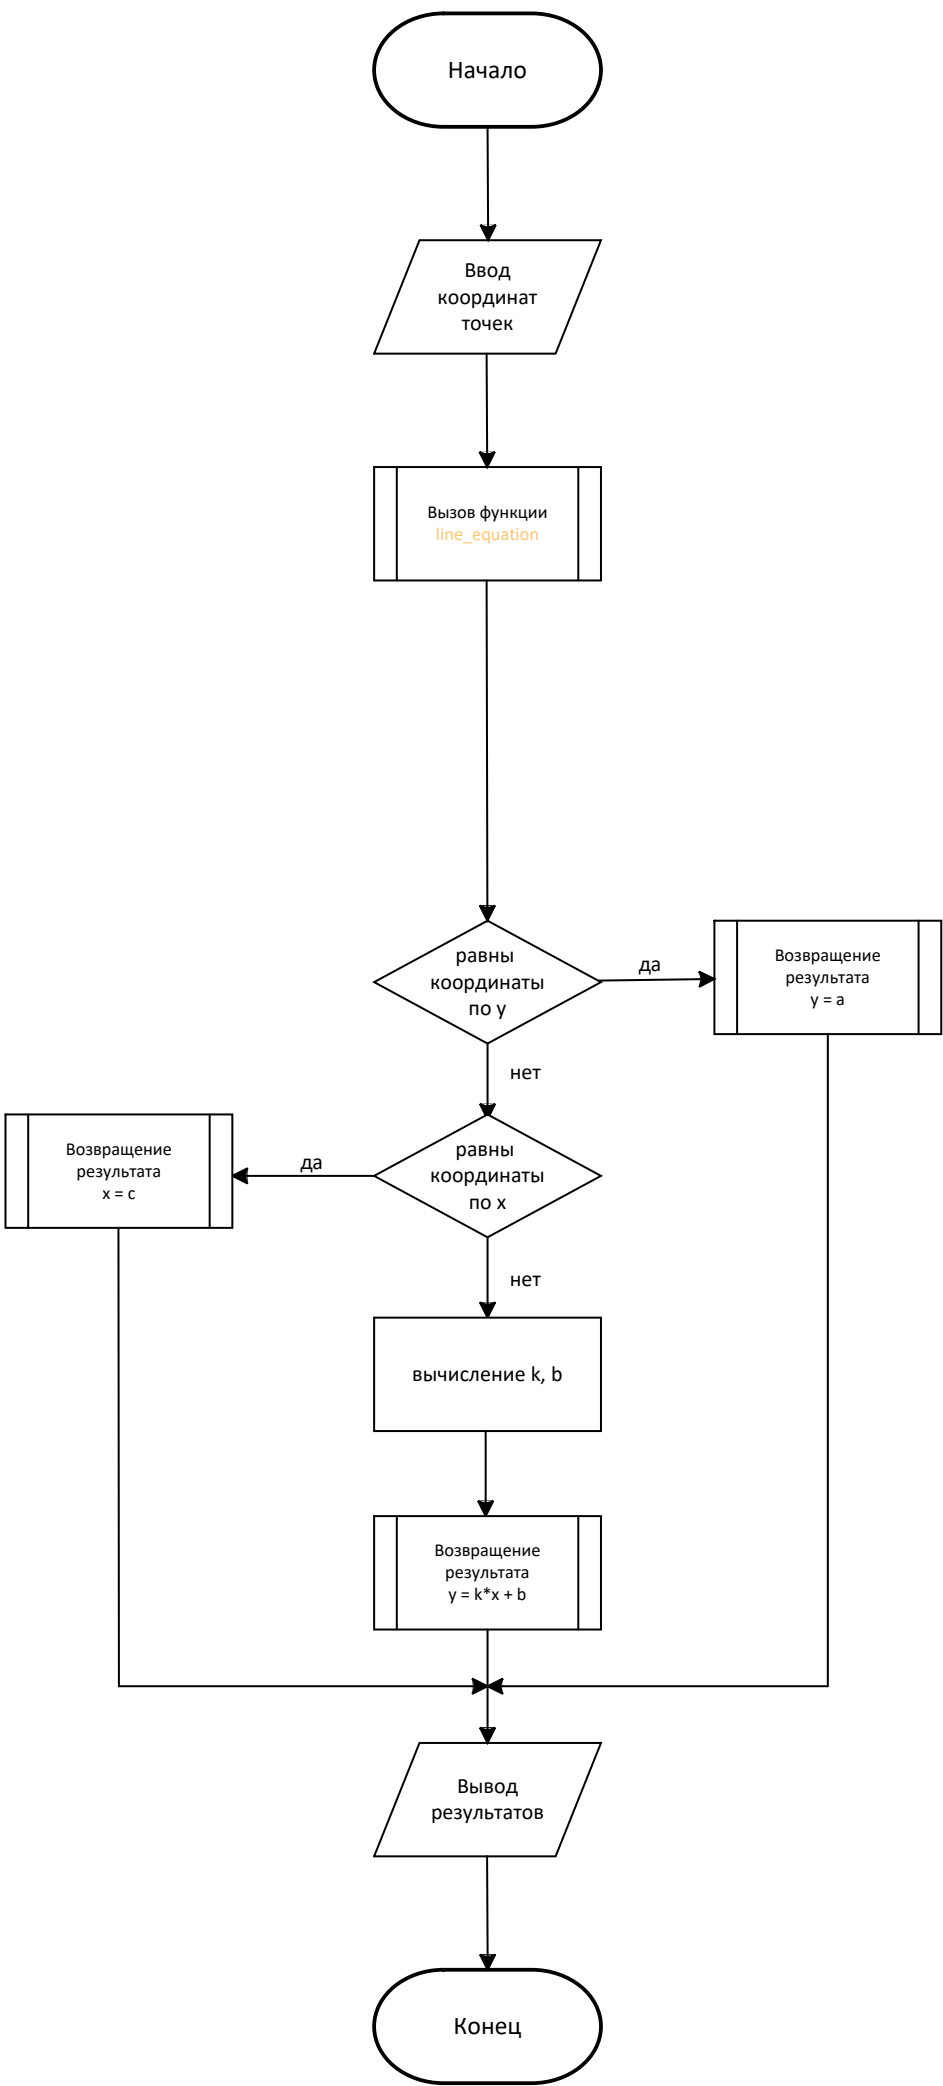 Начало
Ввод
координат
точек
Вызов функции
line_equation
равны
координаты
по y
да
Возвращение
результата
y = a
нет
равны
координаты
по x
да
Возвращение
результата
x = c
нет
вычисление k, b
Возвращение
результата
y = k*x + b
Вывод
результатов
Конец